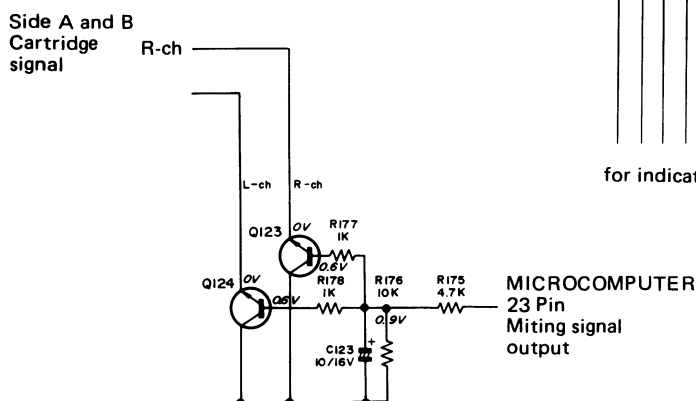 Side A and B
Cartridge
signal
R-ch
for indicat
L-ch
R-ch
Q123
0V
R177
1K
0.6V
Q124
0V
0.6V
R178
1K
R176
10K
R175
4.7K
0.9V
C123
10/16V
+
MICROCOMPUTER
23 Pin
Miting signal
output